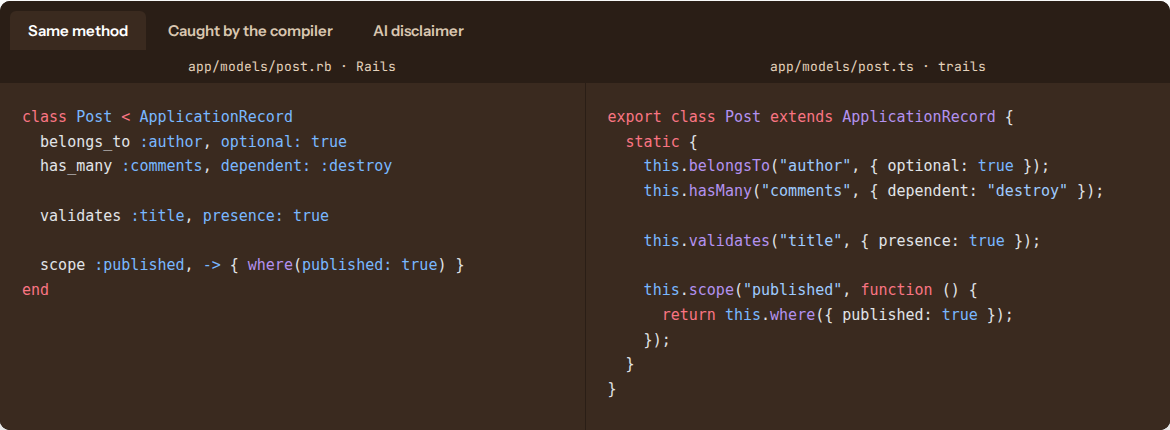 Same method
Caught by the compiler
AI disclaimer
app/models/post.rb · Rails
class Post < ApplicationRecord
  belongs_to :author, optional: true
  has_many :comments, dependent: :destroy

  validates :title, presence: true

  scope :published, -> { where(published: true) }
end
app/models/post.ts · trails
export class Post extends ApplicationRecord {
  static {
    this.belongsTo("author", { optional: true });
    this.hasMany("comments", { dependent: "destroy" });

    this.validates("title", { presence: true });

    this.scope("published", function () {
      return this.where({ published: true });
    });
  }
}